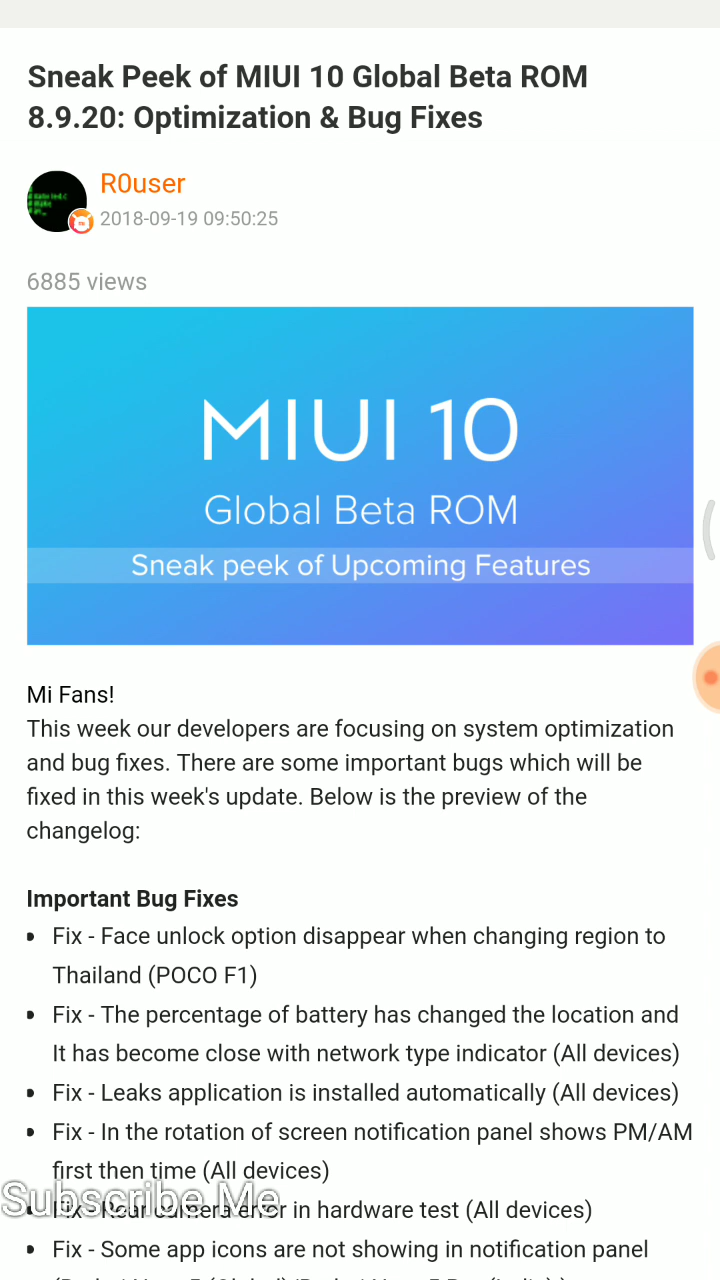 Sneak Peek of MIUI 10 Global Beta ROM
8.9.20: Optimization & Bug Fixes
R0user
2018-09-19 09:50:25
6885 views
MIUI 10
Global Beta ROM
Sneak peek of Upcoming Features
Mi Fans!
This week our developers are focusing on system optimization
and bug fixes. There are some important bugs which will be
fixed in this week's update. Below is the preview of the
changelog:
Important Bug Fixes
Fix - Face unlock option disappear when changing region to
Thailand (POCO F1)
Fix - The percentage of battery has changed the location and
It has become close with network type indicator (All devices)
Fix - Leaks application is installed automatically (All devices)
Fix - In the rotation of screen notification panel shows PM/AM
first then time (All devices)
Subscribe Me
Fix - Rear camera error in hardware test (All devices)
Fix - Some app icons are not showing in notification panel